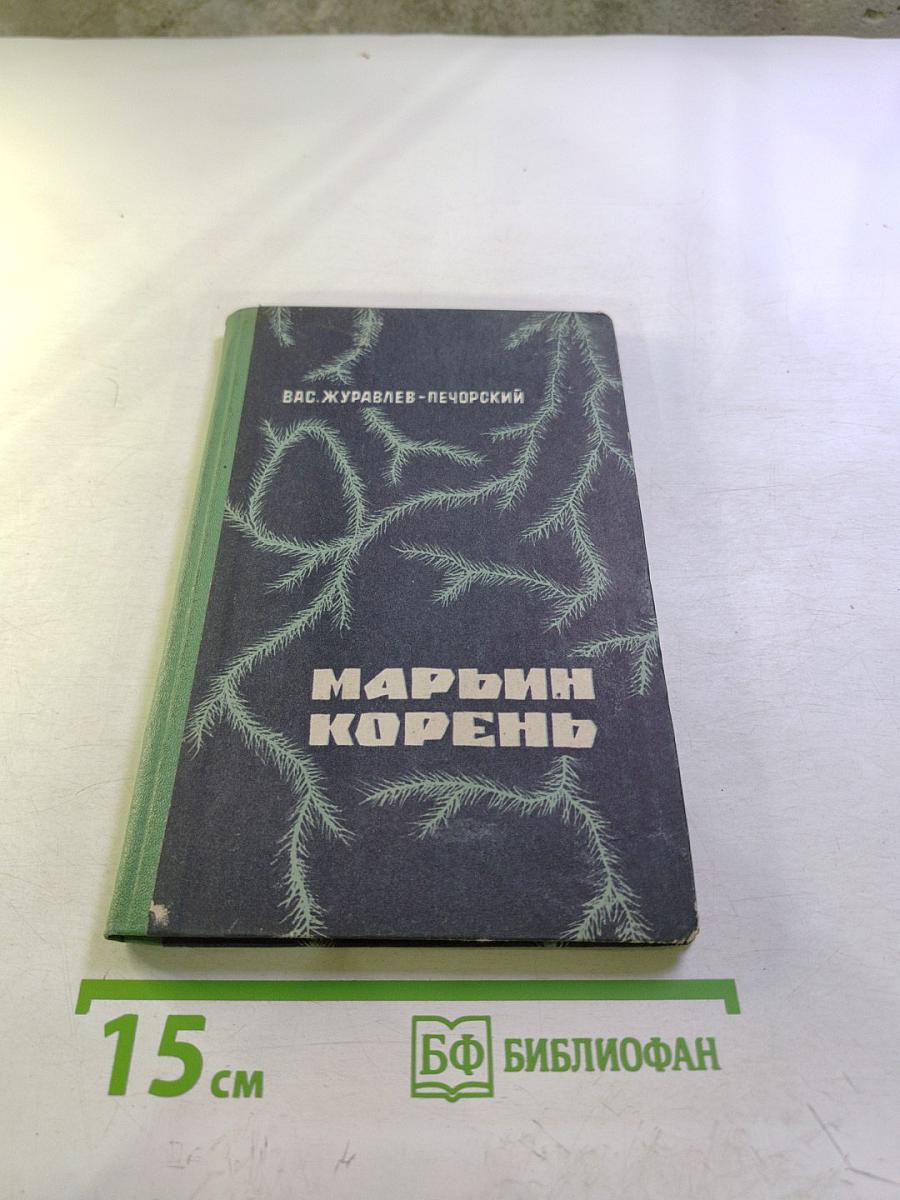 ВАС. ЖУРАВЛЕВ-ПЕЧОРСКИЙ
МАРЬИН
КОРЕНЬ
15 см
БФ БИБЛИОФАН